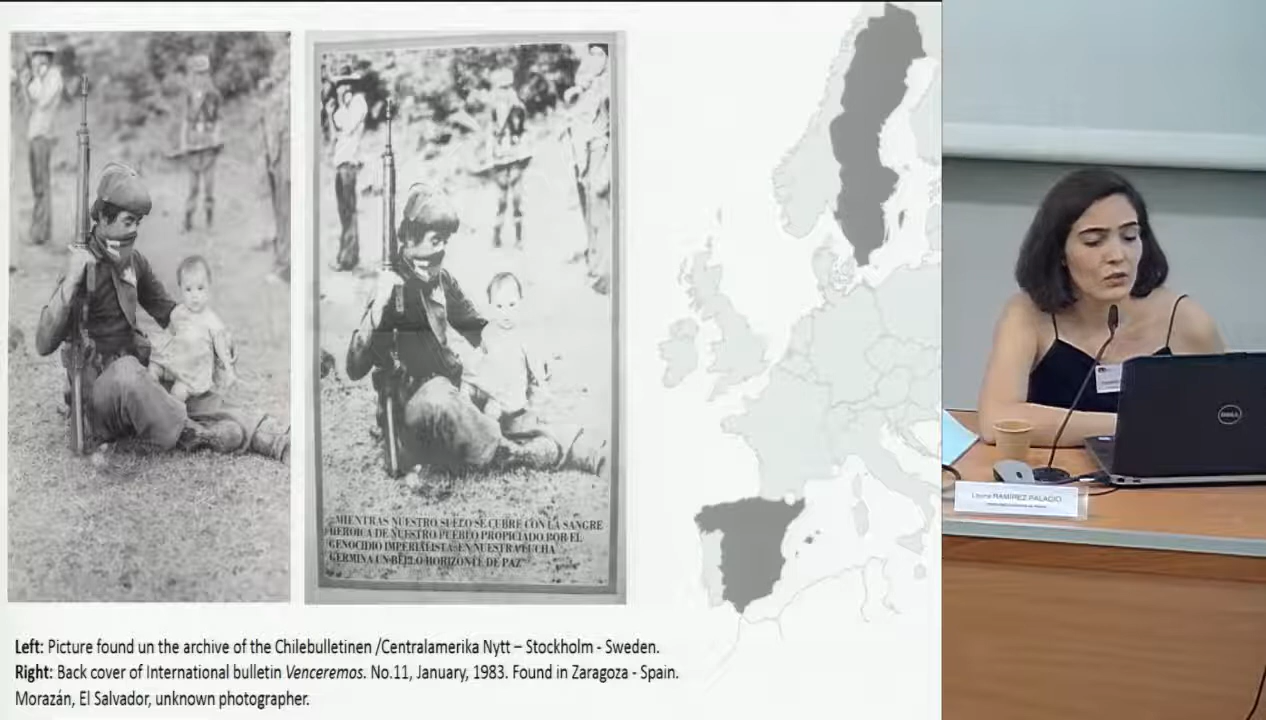 "MIENTRAS NUESTRO SUELO SE CUBRE CON LA SANGRE
HEROICA DE NUESTRO PUEBLO PROPICIADO POR EL
GENOCIDIO IMPERIALISTA; EN NUESTRA LUCHA
GERMINA UN BELLO HORIZONTE DE PAZ"
Left: Picture found un the archive of the Chilebulletinen /Centralamerika Nytt – Stockholm - Sweden.
Right: Back cover of International bulletin Venceremos. No.11, January, 1983. Found in Zaragoza - Spain.
Morazán, El Salvador, unknown photographer.
DELL
RAMÍREZ PALACIO